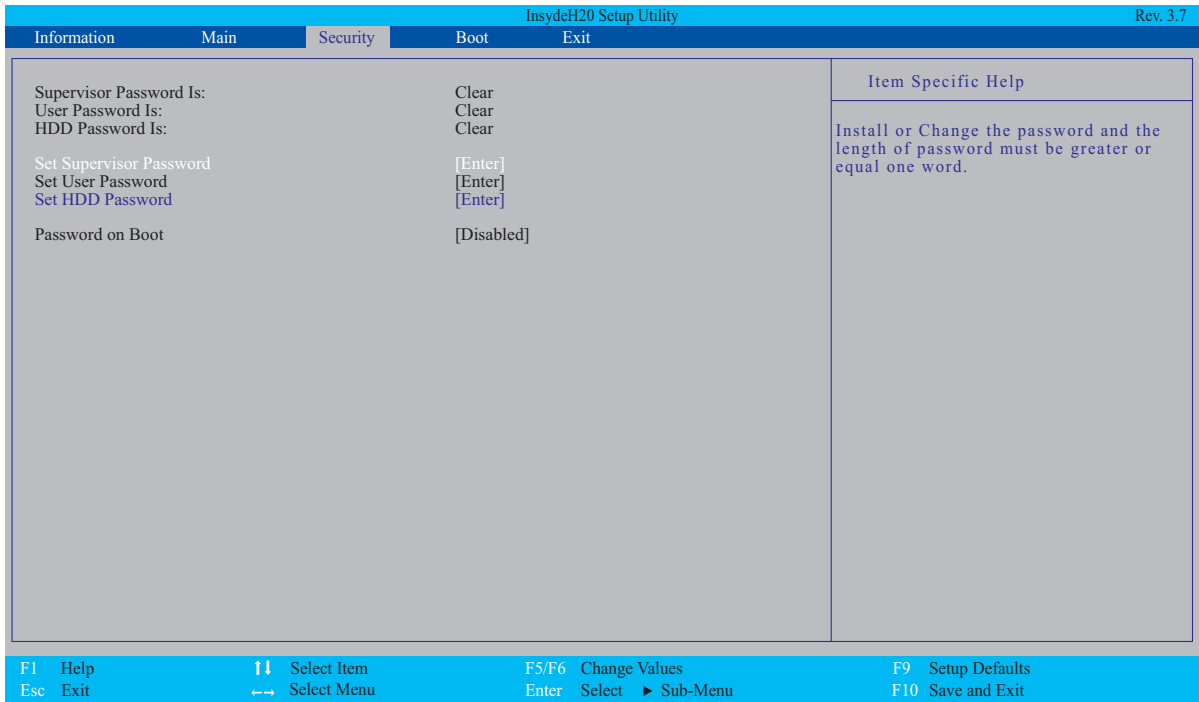 InsydeH20 Setup Utility Rev. 3.7
Information Main Security Boot Exit
Supervisor Password Is: Clear
User Password Is: Clear
HDD Password Is: Clear
Set Supervisor Password [Enter]
Set User Password [Enter]
Set HDD Password [Enter]
Password on Boot [Disabled]
Item Specific Help
Install or Change the password and the
length of password must be greater or
equal one word.
F1 Help ↑↓ Select Item F5/F6 Change Values F9 Setup Defaults
Esc Exit ←→ Select Menu Enter Select ► Sub-Menu F10 Save and Exit